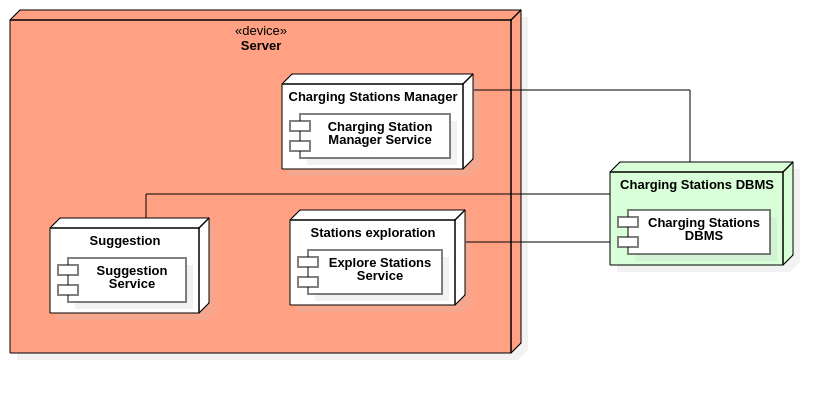 «device»
Server
Charging Stations Manager
Charging Station
Manager Service
Charging Stations DBMS
Charging Stations
DBMS
Suggestion
Suggestion
Service
Stations exploration
Explore Stations
Service